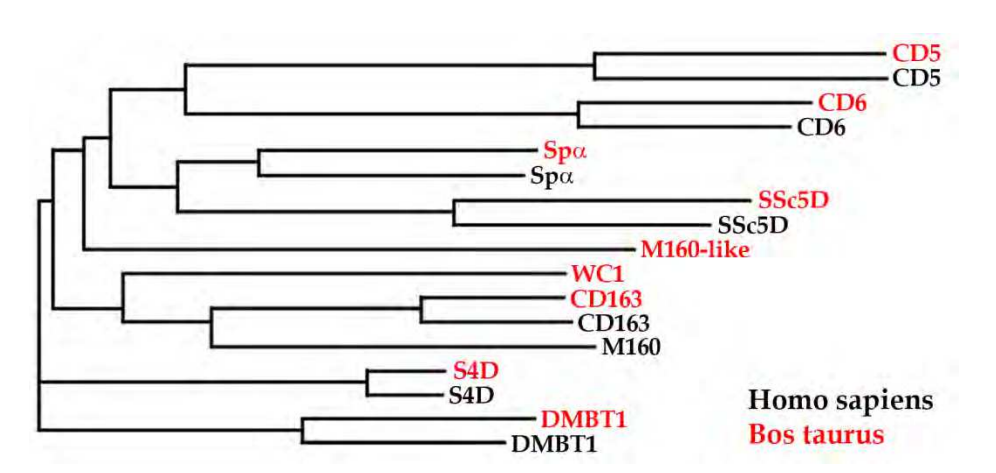 CD5
CD5
CD6
CD6
Spα
Spα
SSc5D
SSc5D
M160-like
WC1
CD163
CD163
M160
S4D
S4D
DMBT1
DMBT1
Homo sapiens
Bos taurus